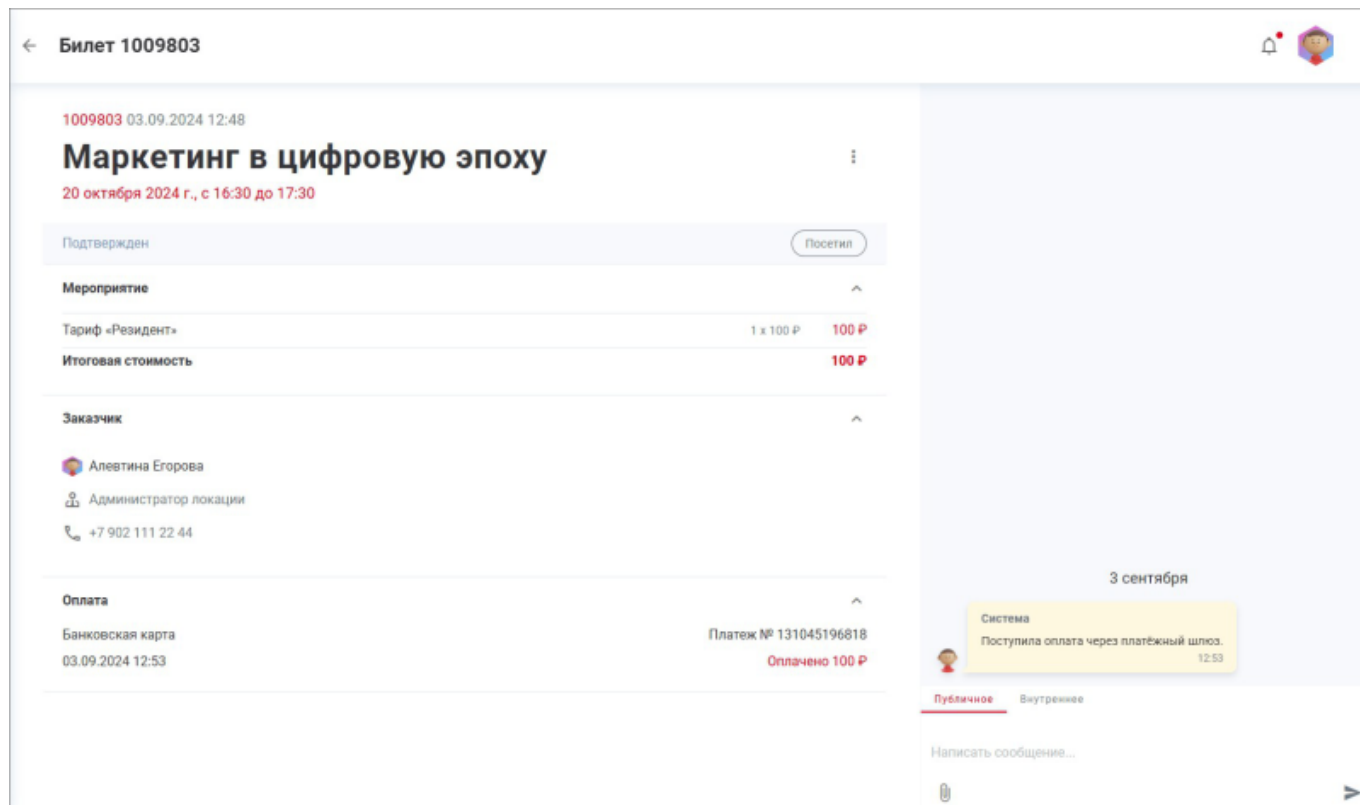 Билет 1009803
1009803 03.09.2024 12:48
Маркетинг в цифровую эпоху
20 октября 2024 г., с 16:30 до 17:30
Подтвержден
Посетил
Мероприятие
Тариф «Резидент» 1 x 100 ₽ 100 ₽
Итоговая стоимость 100 ₽
Заказчик
Алевтина Егорова
Администратор локации
+7 902 111 22 44
Оплата
Банковская карта Платеж № 131045196818
03.09.2024 12:53 Оплачено 100 ₽
3 сентября
Система
Поступила оплата через платёжный шлюз.
12:53
Публичное Внутреннее
Написать сообщение...